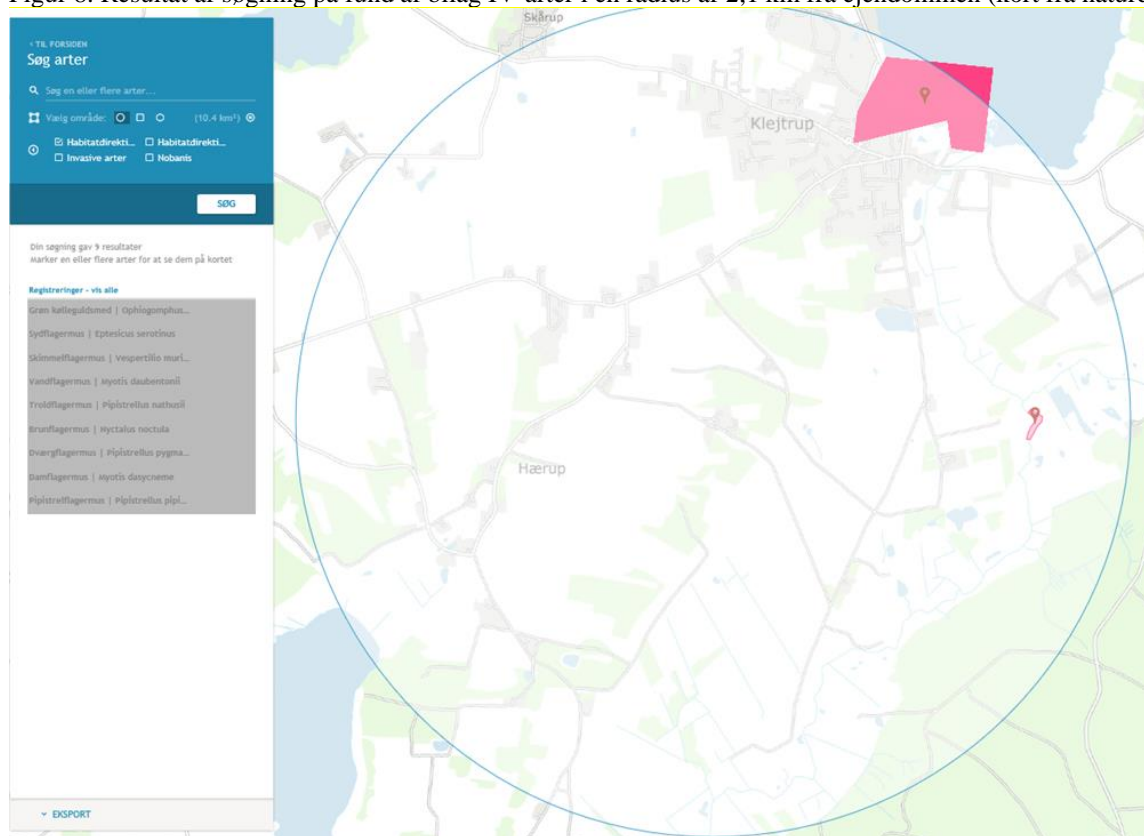 Figur 8. Resultat af søgning på fund af bilag IV-arter i en radius af 2,1 km fra ejendommen (kort fra nature
‹ TIL FORSIDEN
Søg arter
Søg en eller flere arter...
Vælg område: (10.4 km²)
Habitatdirekti... Habitatdirekti...
Invasive arter Nobanis
SØG
Din søgning gav 9 resultater
Marker en eller flere arter for at se dem på kortet
Registreringer - vis alle
Grøn kølleguldsmed | Ophiogomphus...
Sydflagermus | Eptesicus serotinus
Skimmelflagermus | Vespertilio muri...
Vandflagermus | Myotis daubentonii
Troldflagermus | Pipistrellus nathusii
Brunflagermus | Nyctalus noctula
Dværgflagermus | Pipistrellus pygma...
Damflagermus | Myotis dasycneme
Pipistrelflagermus | Pipistrellus pipi...
EKSPORT
Skårup
Klejtrup
Hærup